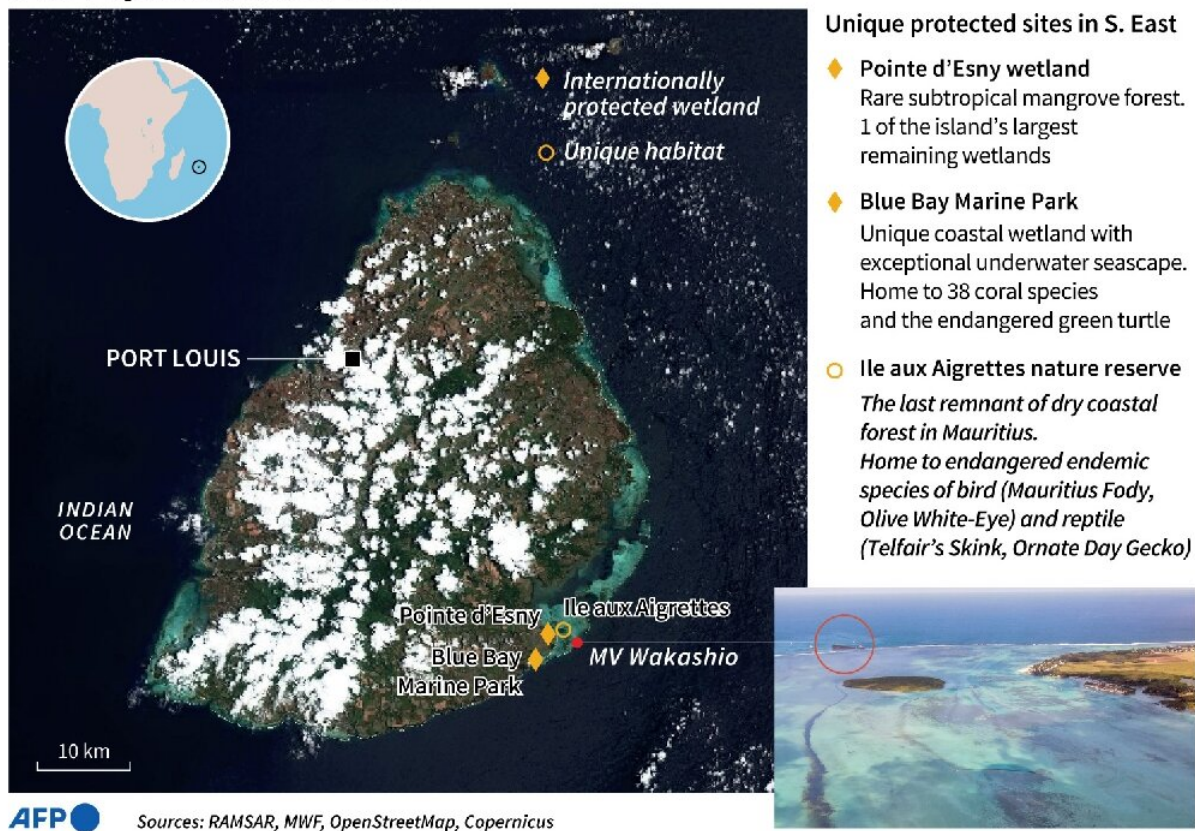 Internationally
protected wetland
Unique habitat
PORT LOUIS
INDIAN
OCEAN
Pointe d'Esny
Ile aux Aigrettes
Blue Bay
Marine Park
MV Wakashio
10 km
Unique protected sites in S. East
Pointe d'Esny wetland
Rare subtropical mangrove forest.
1 of the island's largest
remaining wetlands
Blue Bay Marine Park
Unique coastal wetland with
exceptional underwater seascape.
Home to 38 coral species
and the endangered green turtle
Ile aux Aigrettes nature reserve
The last remnant of dry coastal
forest in Mauritius.
Home to endangered endemic
species of bird (Mauritius Fody,
Olive White-Eye) and reptile
(Telfair's Skink, Ornate Day Gecko)
AFP
Sources: RAMSAR, MWF, OpenStreetMap, Copernicus